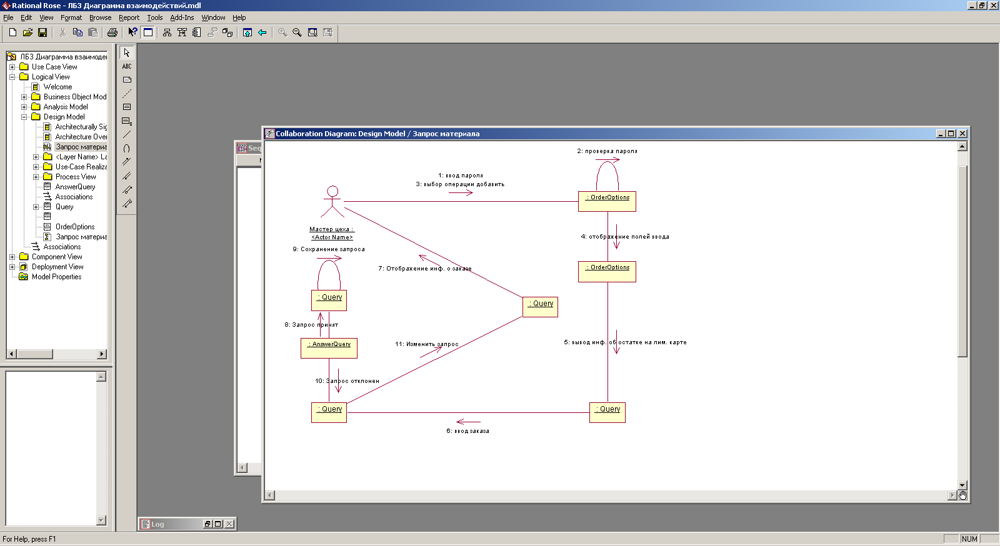 Rational Rose - ЛБ3 Диаграмма взаимодействий.mdl
File Edit View Format Browse Report Tools Add-Ins Window Help
ABC
ЛБ3 Диаграмма взаимоде
Use Case View
Logical View
Welcome
Business Object Mod
Analysis Model
Design Model
Architecturally Sig
Architecture Over
Запрос материа
<Layer Name> La
Use-Case Realiza
Process View
AnswerQuery
Associations
Query
OrderOptions
Запрос материа
Associations
Component View
Deployment View
Model Properties
Seq
Collaboration Diagram: Design Model / Запрос материала
2: проверка пароля
1: ввод пароля
3: выбор операции добавить
: OrderOptions
Мастер цеха :
<Actor Name>
4: отображение полей ввода
9: Сохранение запроса
7: Отображение инф. о заказе
: OrderOptions
: Query
: Query
8: Запрос принят
: AnswerQuery
11: Изменить запрос
5: вывод инф. об остатке на лим. карте
10: Запрос отклонен
: Query
: Query
6: ввод заказа
Log
For Help, press F1
NUM